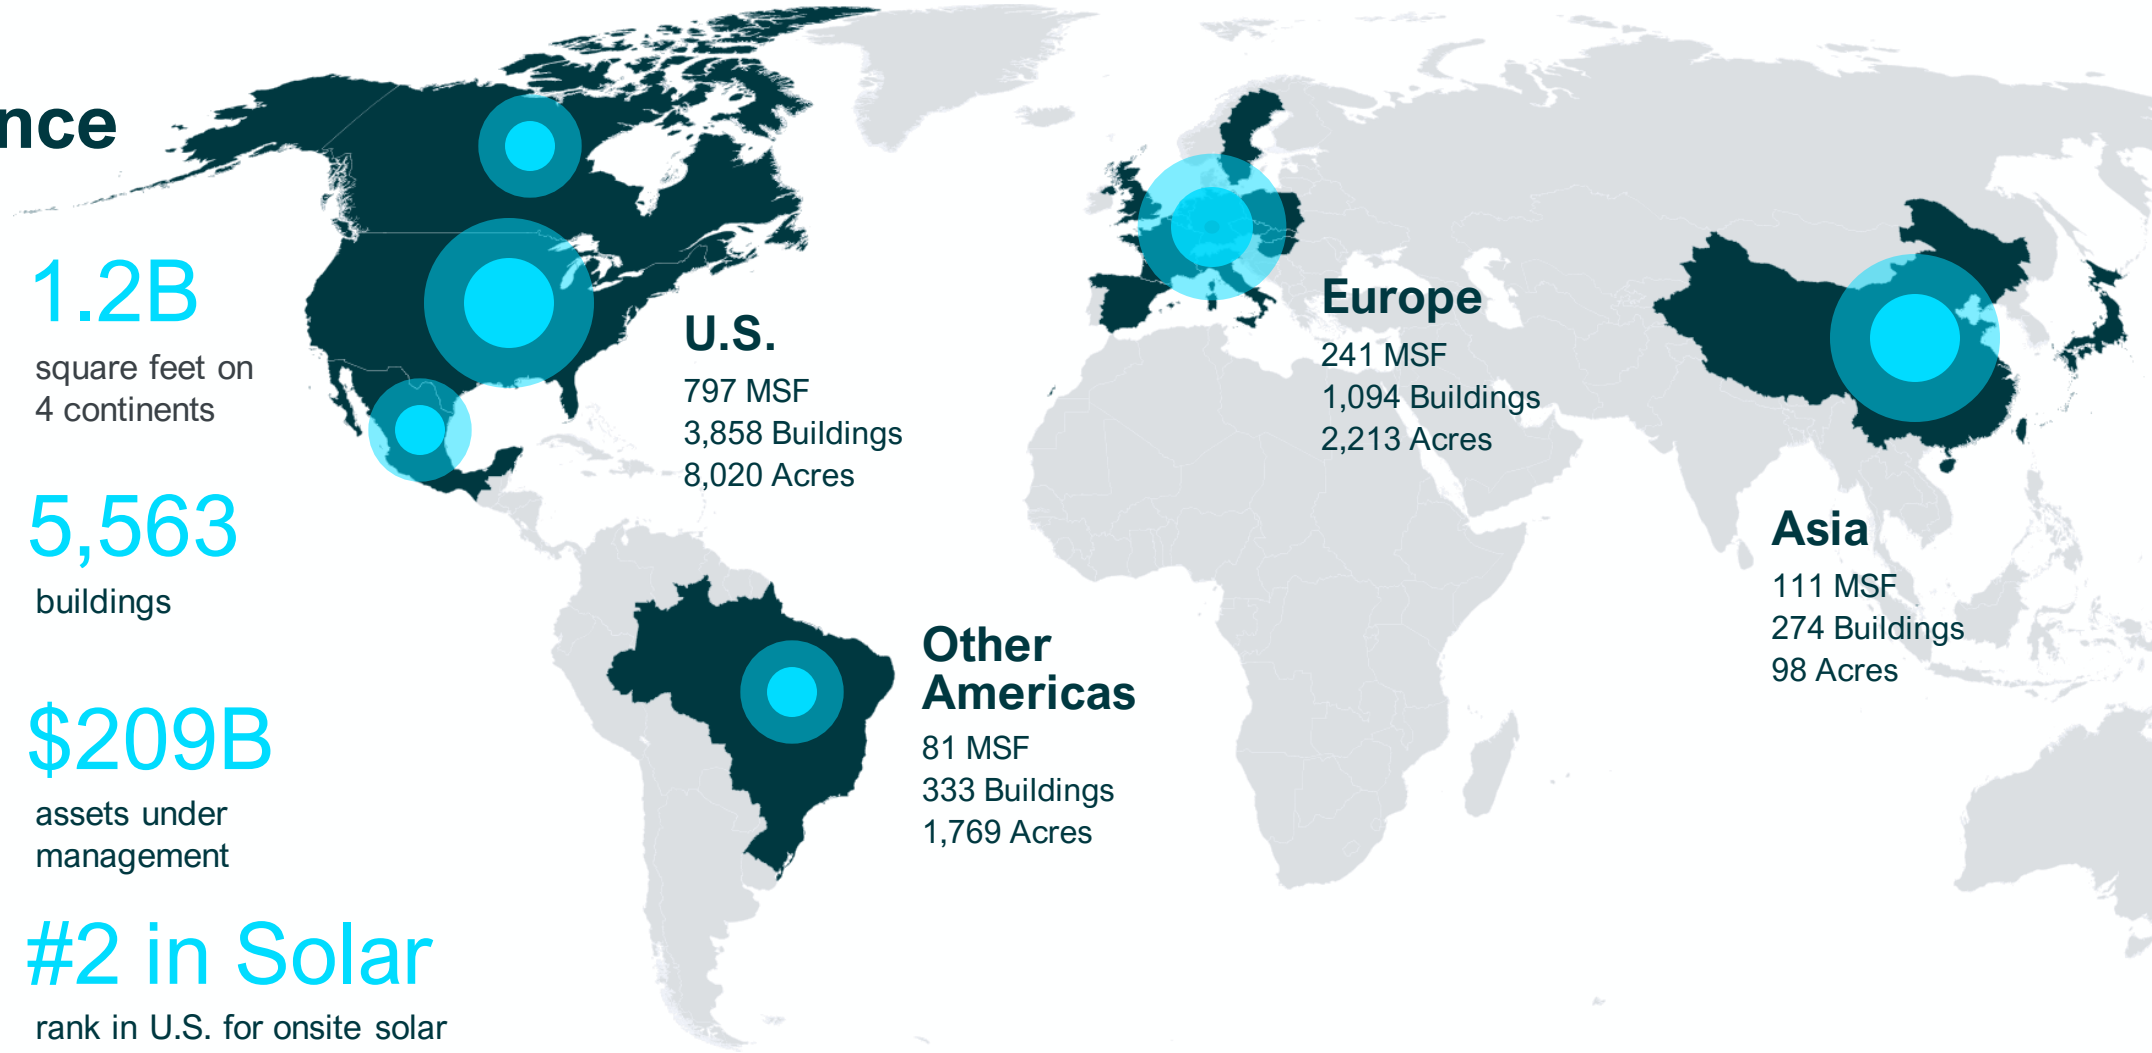 nce
1.2B
square feet on
4 continents
5,563
buildings
$209B
assets under
management
#2 in Solar
rank in U.S. for onsite solar
U.S.
797 MSF
3,858 Buildings
8,020 Acres
Other
Americas
81 MSF
333 Buildings
1,769 Acres
Europe
241 MSF
1,094 Buildings
2,213 Acres
Asia
111 MSF
274 Buildings
98 Acres